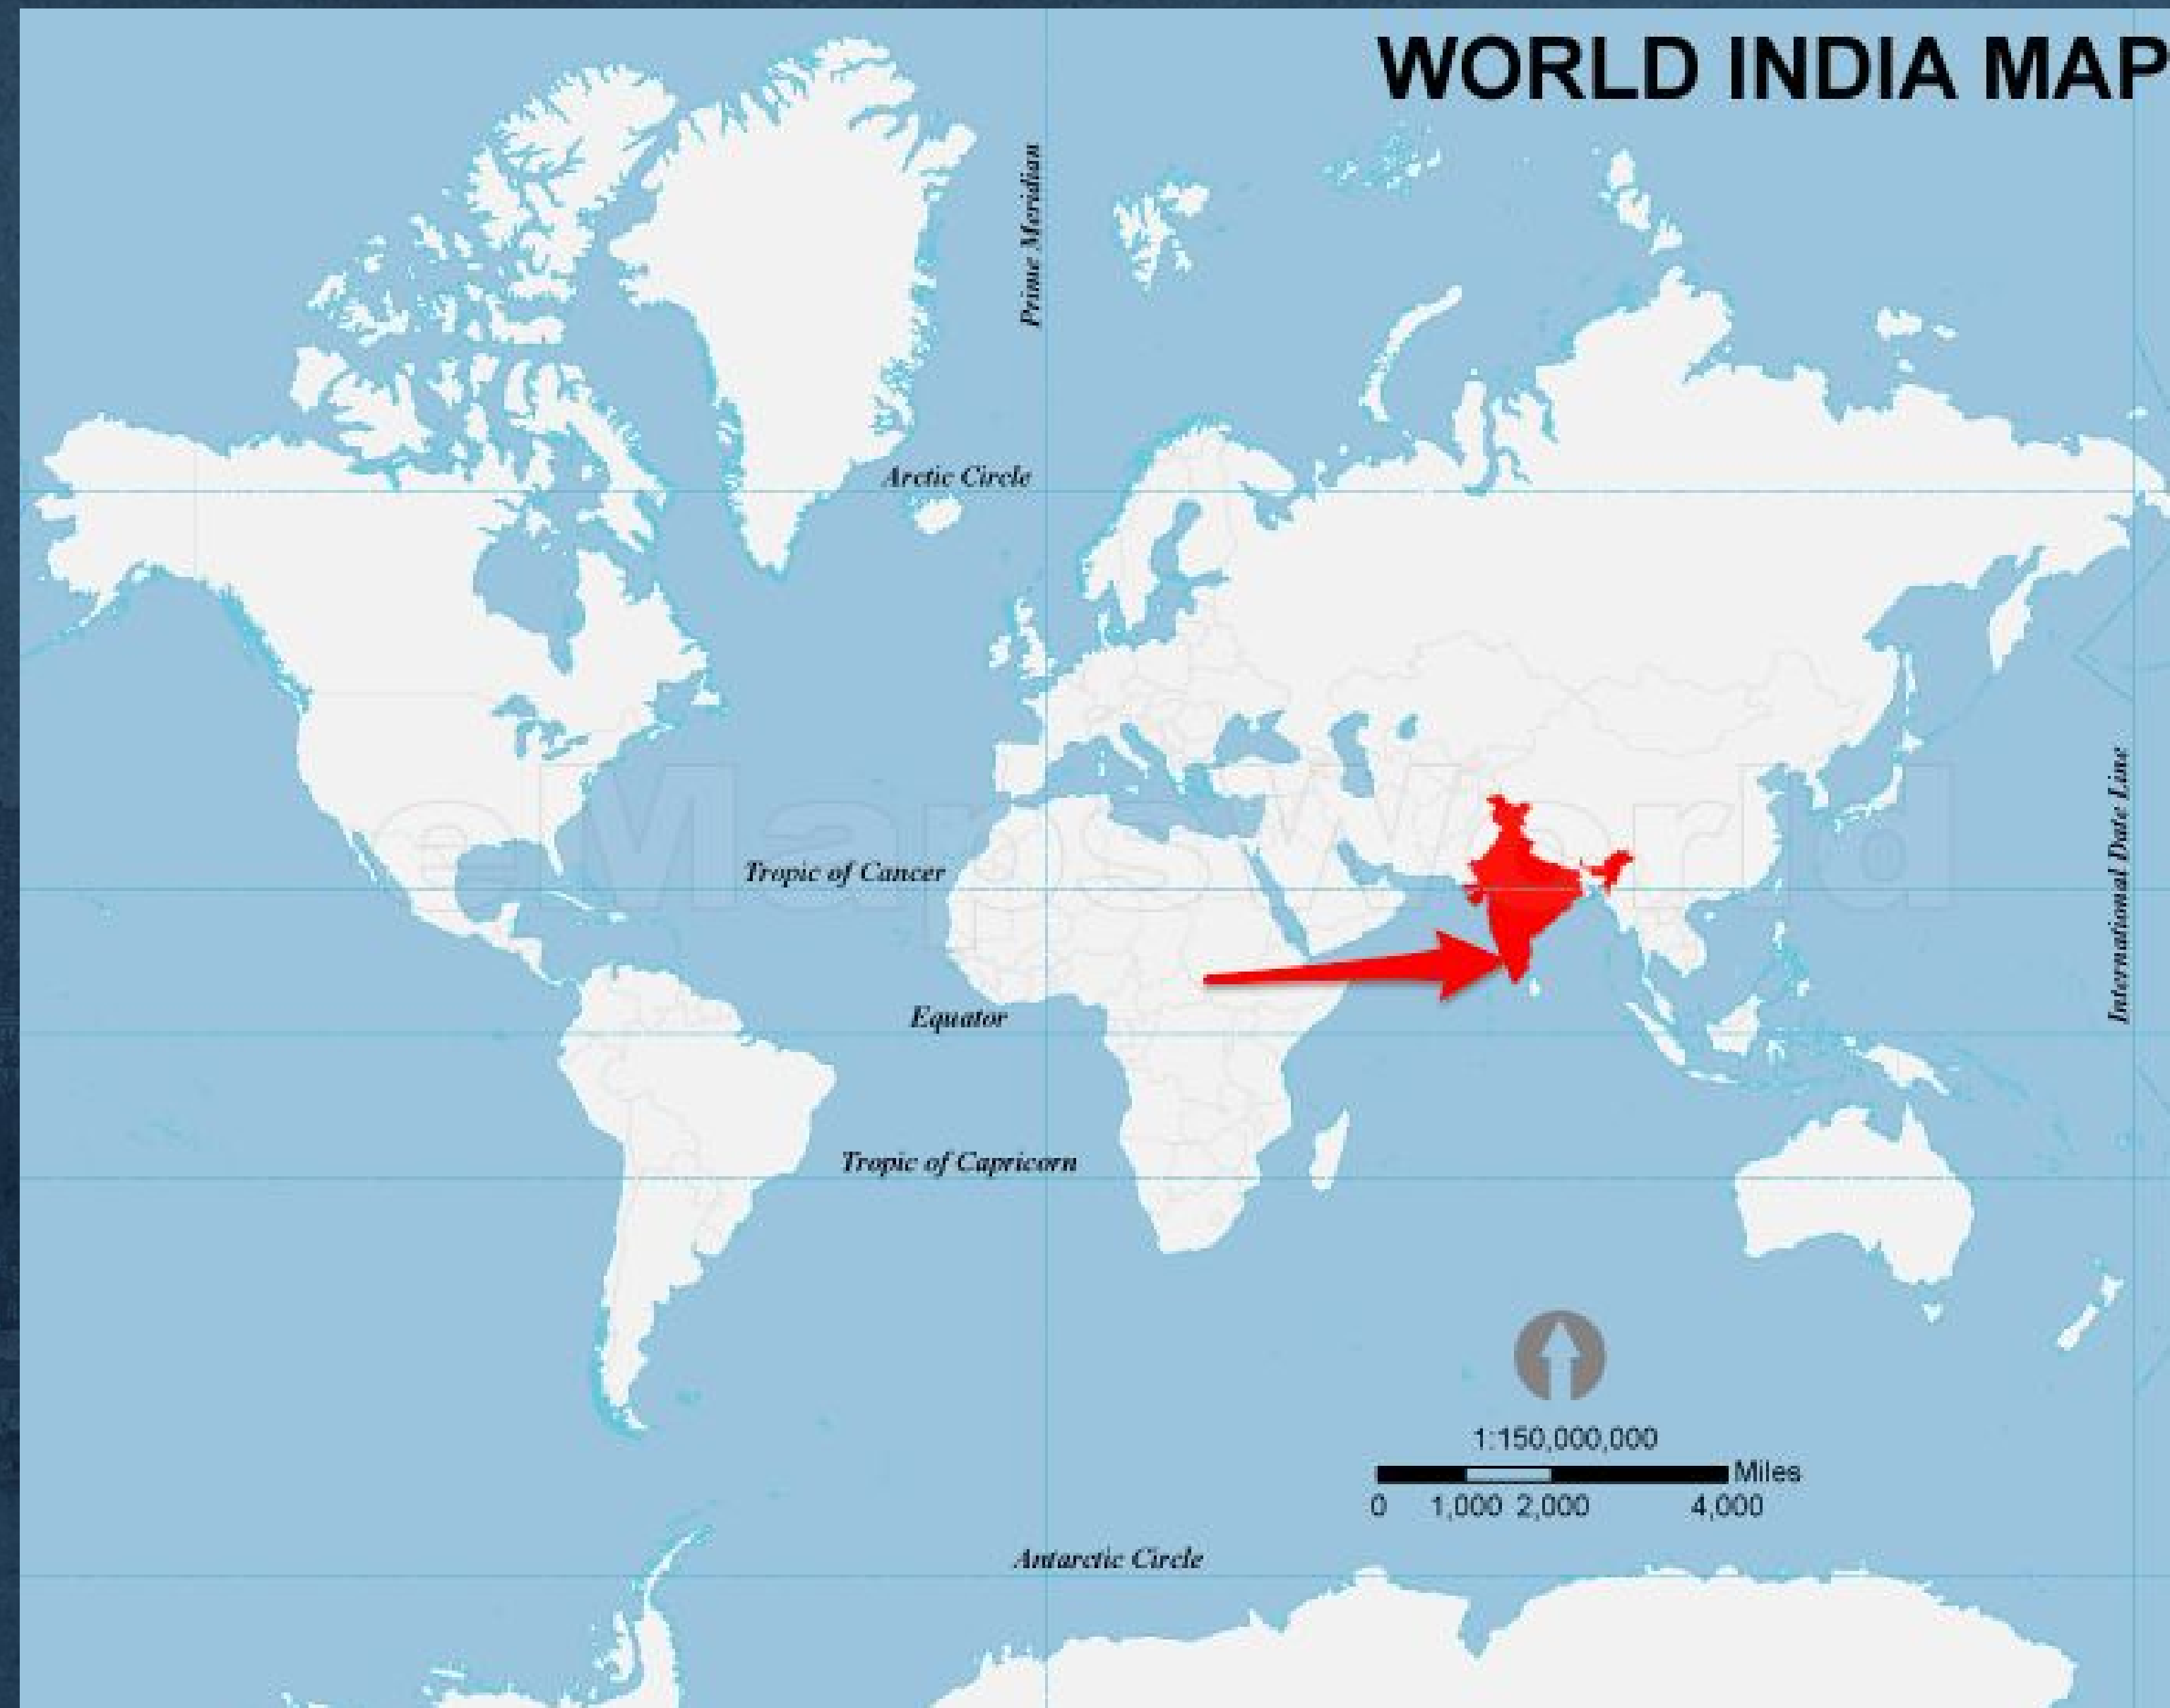 WORLD INDIA MAP
Prime Meridian
Arctic Circle
eMapsWorld
Tropic of Cancer
International Date Line
Equator
Tropic of Capricorn
1:150,000,000
Miles
0 1,000 2,000 4,000
Antarctic Circle